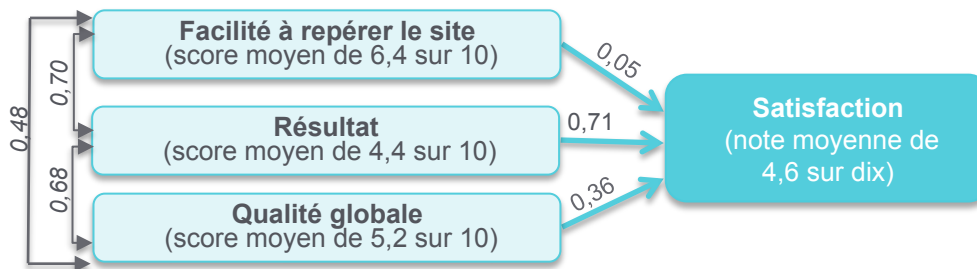 Facilité à repérer le site
(score moyen de 6,4 sur 10)
0,05
0,70
0,48
Résultat
(score moyen de 4,4 sur 10)
0,71
Satisfaction
(note moyenne de
4,6 sur dix)
0,68
Qualité globale
(score moyen de 5,2 sur 10)
0,36